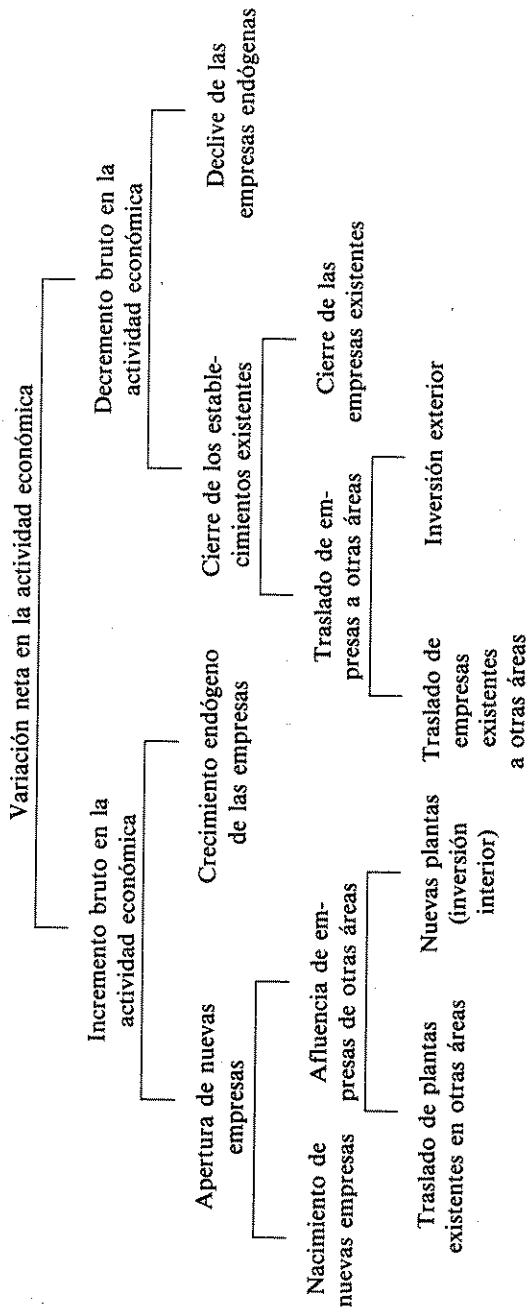 Variación neta en la actividad económica
Incremento bruto en la
actividad económica
Decremento bruto en la
actividad económica
Apertura de nuevas
empresas
Crecimiento endógeno
de las empresas
Cierre de los estable-
cimientos existentes
Declive de las
empresas endógenas
Nacimiento de
nuevas empresas
Afluencia de em-
presas de otras áreas
Traslado de em-
presas a otras áreas
Cierre de las
empresas existentes
Traslado de plantas
existentes en otras áreas
Nuevas plantas
(inversión
interior)
Traslado de
empresas
existentes
a otras áreas
Inversión exterior